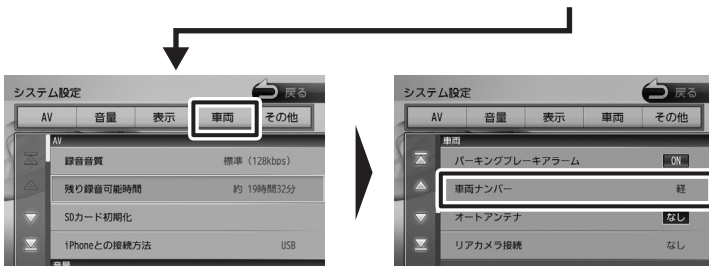 システム設定
戻る
AV 音量 表示 車両 その他
AV
録音音質 標準（128kbps）
残り録音可能時間 約 19時間32分
SDカード初期化
iPhoneとの接続方法 USB
音量
システム設定
戻る
AV 音量 表示 車両 その他
車両
パーキングブレーキアラーム ON
車両ナンバー 軽
オートアンテナ なし
リアカメラ接続 なし